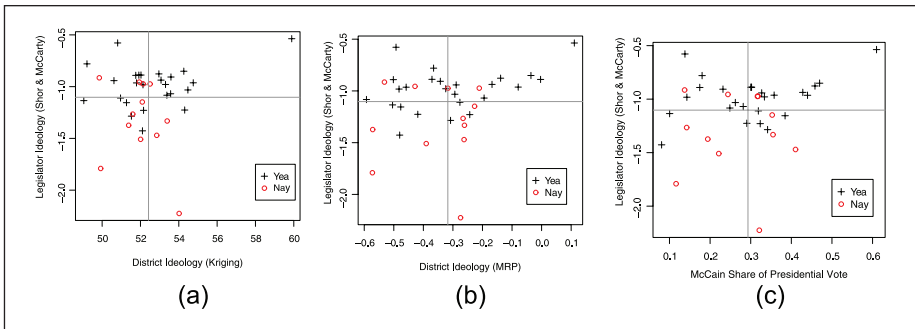 Legislator Ideology (Shor & McCarty)
−0.5
−1.0
−1.5
−2.0
+ Yea
○ Nay
50 52 54 56 58 60
District Ideology (Kriging)
(a)
Legislator Ideology (Shor & McCarty)
−0.5
−1.0
−1.5
−2.0
+ Yea
○ Nay
−0.6 −0.5 −0.4 −0.3 −0.2 −0.1 0.0 0.1
District Ideology (MRP)
(b)
Legislator Ideology (Shor & McCarty)
−0.5
−1.0
−1.5
−2.0
+ Yea
○ Nay
0.1 0.2 0.3 0.4 0.5 0.6
McCain Share of Presidential Vote
(c)